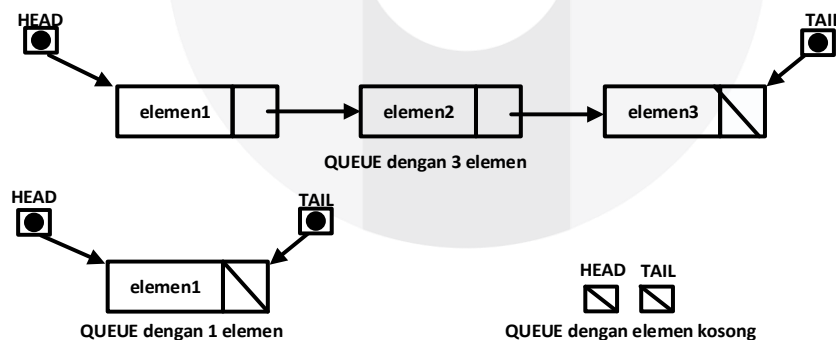 HEAD
TAIL
elemen1
elemen2
elemen3
QUEUE dengan 3 elemen
HEAD
TAIL
elemen1
QUEUE dengan 1 elemen
HEAD TAIL
QUEUE dengan elemen kosong